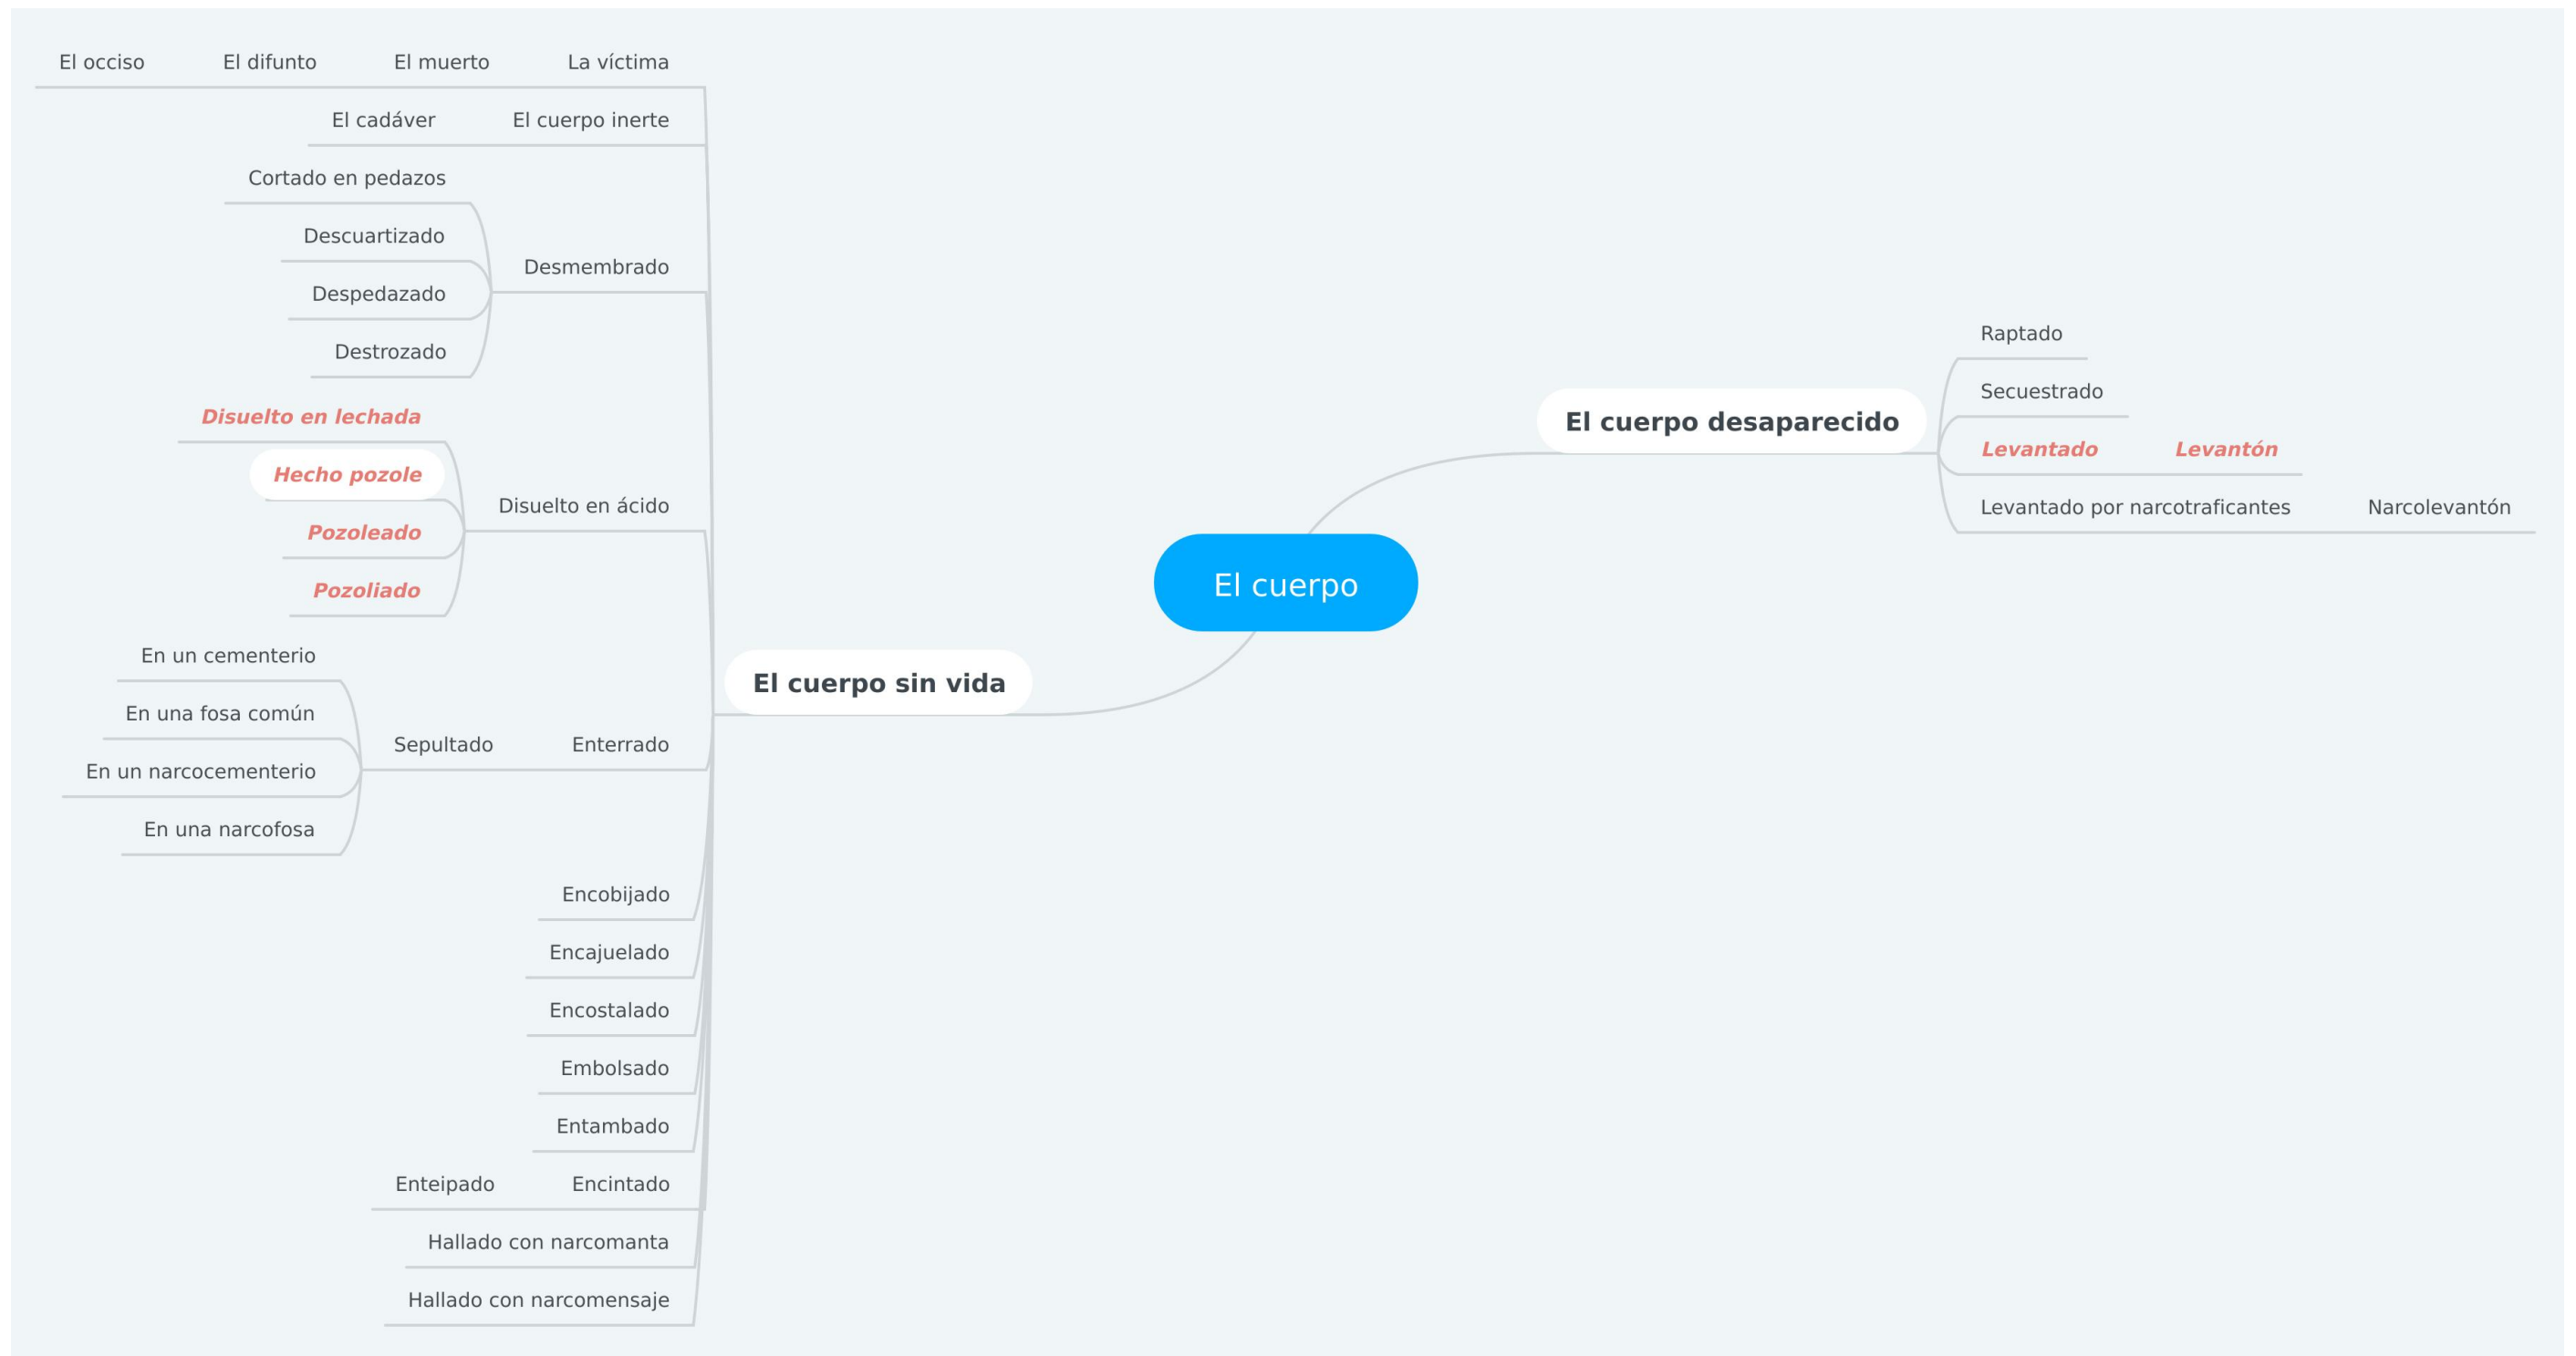 El occiso El difunto El muerto La víctima
El cadáver El cuerpo inerte
Cortado en pedazos
Descuartizado
Desmembrado
Despedazado
Destrozado
Disuelto en lechada
Hecho pozole
Disuelto en ácido
Pozoleado
Pozoliado
En un cementerio
En una fosa común
Sepultado Enterrado
En un narcocementerio
En una narcofosa
Encobijado
Encajuelado
Encostalado
Embolsado
Entambado
Enteipado Encintado
Hallado con narcomanta
Hallado con narcomensaje
El cuerpo sin vida
El cuerpo
El cuerpo desaparecido
Raptado
Secuestrado
Levantado Levantón
Levantado por narcotraficantes Narcolevantón